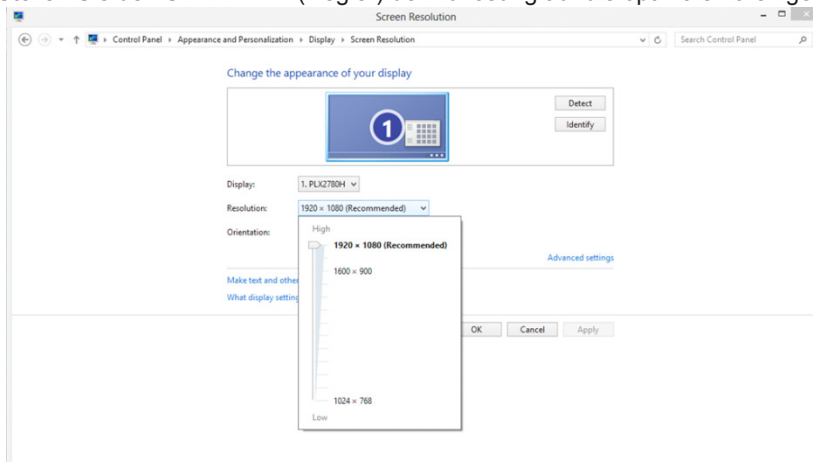 Screen Resolution
Control Panel Appearance and Personalization Display Screen Resolution
Search Control Panel
Change the appearance of your display
1
Detect
Identify
Display: 1. PLX2780H
Resolution: 1920 × 1080 (Recommended)
Orientation:
High
1920 × 1080 (Recommended)
1600 × 900
1024 × 768
Low
Advanced settings
Make text and other
What display setting
OK Cancel Apply